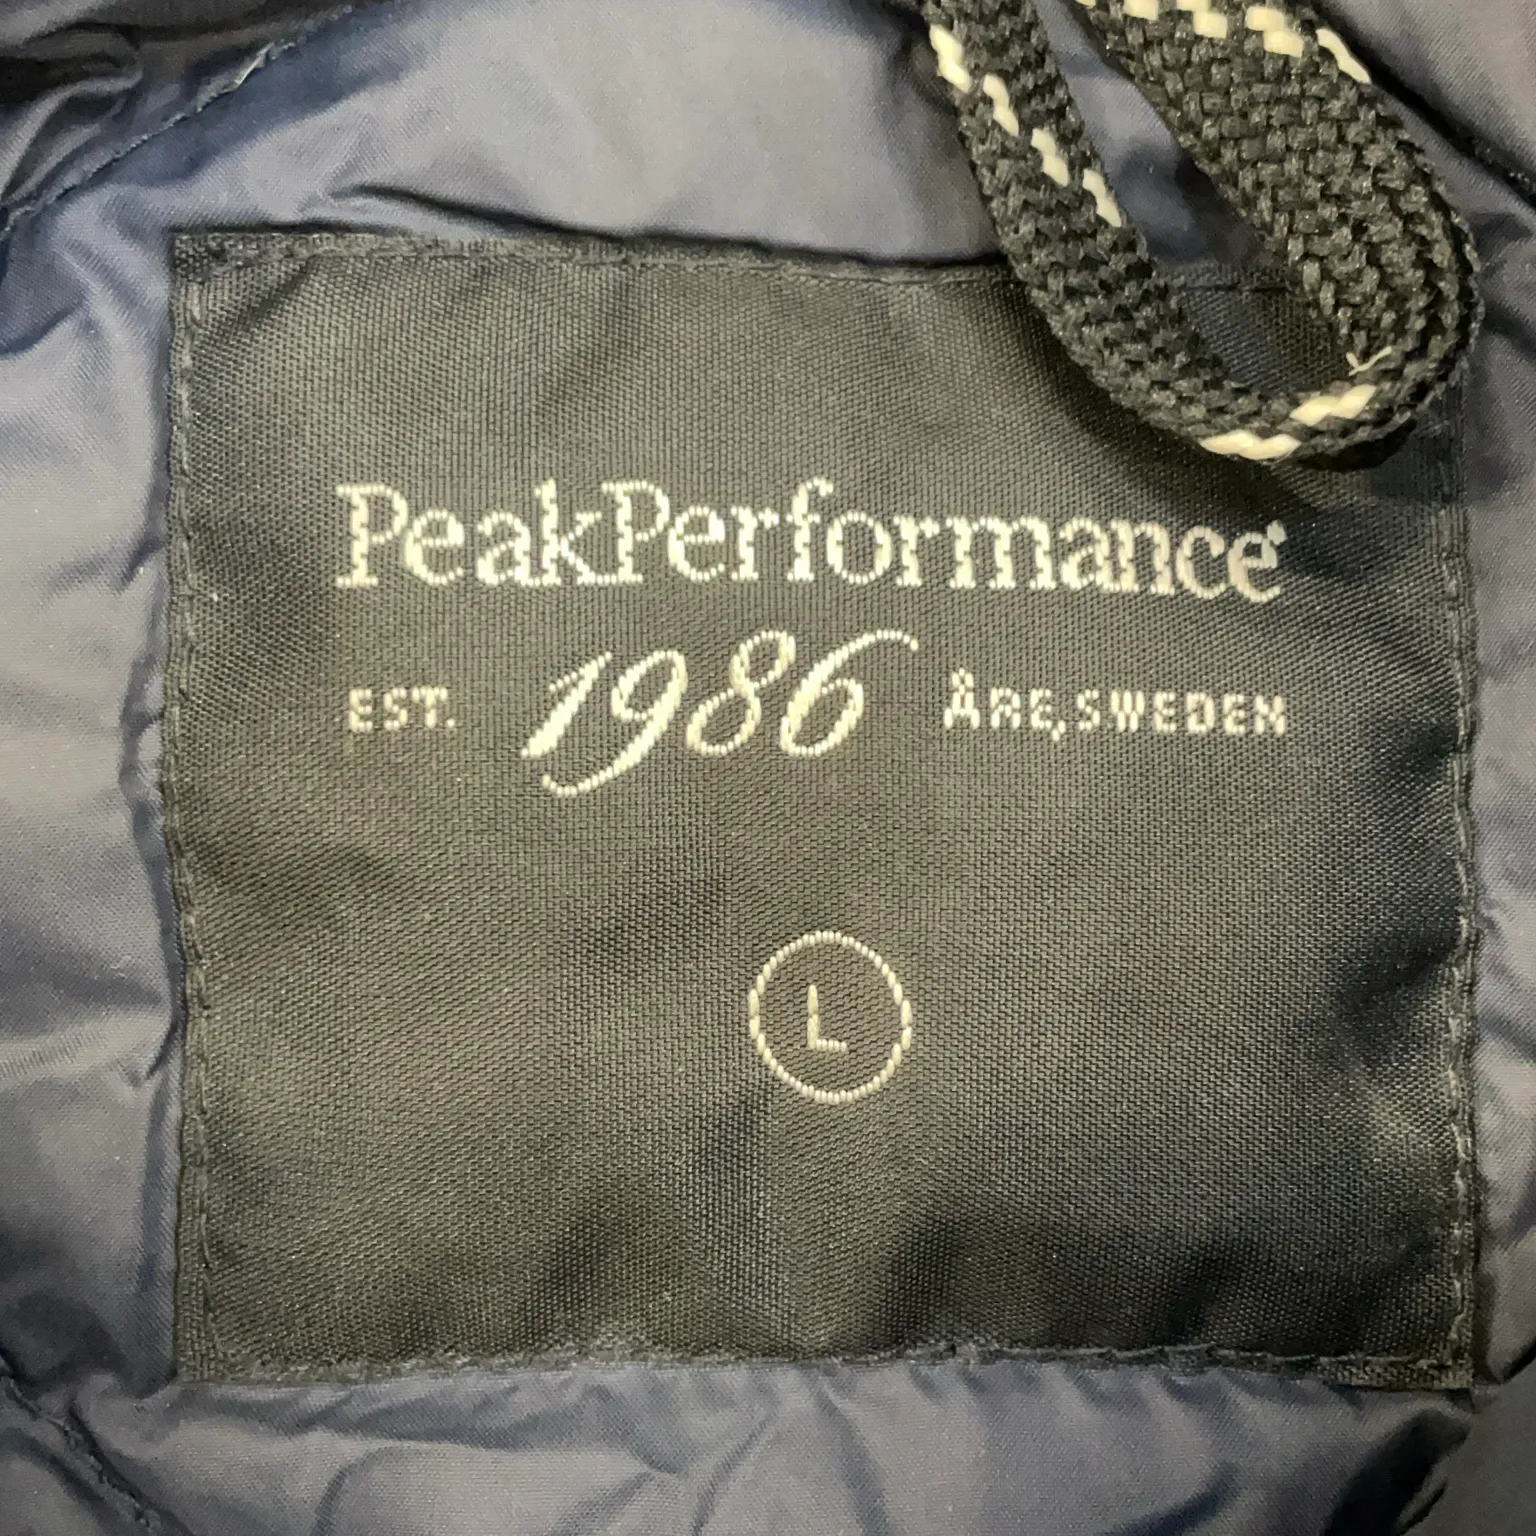 PeakPerformance
EST. 1986 ÅRE, SWEDEN
L